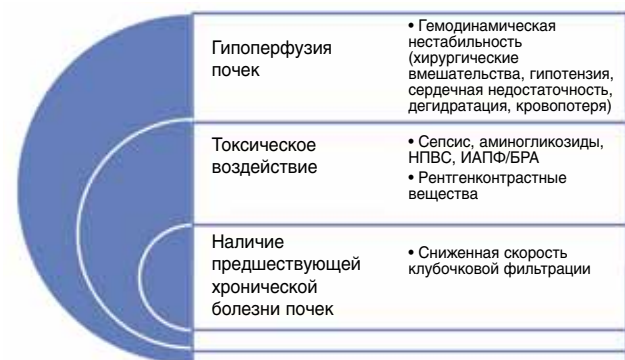 Гипоперфузия
почек
• Гемодинамическая
нестабильность
(хирургические
вмешательства, гипотензия,
сердечная недостаточность,
дегидратация, кровопотеря)
Токсическое
воздействие
• Сепсис, аминогликозиды,
НПВС, ИАПФ/БРА
• Рентгенконтрастные
вещества
Наличие
предшествующей
хронической
болезни почек
• Сниженная скорость
клубочковой фильтрации